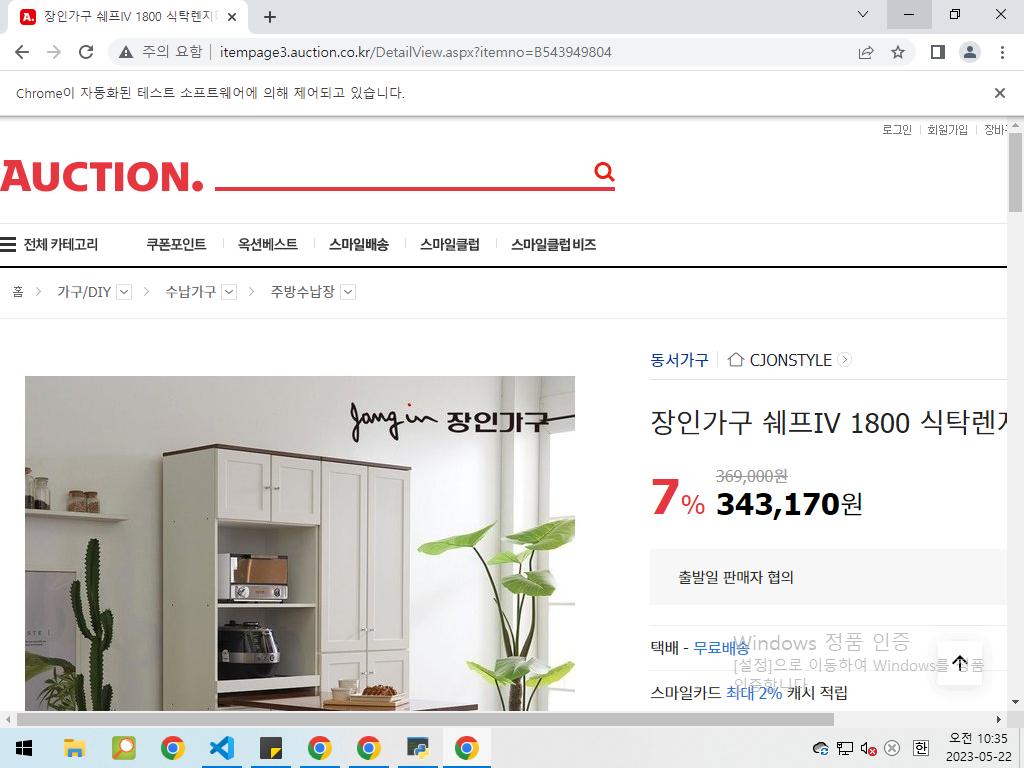 장인가구 쉐프IV 1800 식탁렌지
주의 요함
itempage3.auction.co.kr/DetailView.aspx?itemno=B543949804
Chrome이 자동화된 테스트 소프트웨어에 의해 제어되고 있습니다.
로그인 회원가입 장바
AUCTION.
전체 카테고리 쿠폰포인트 옥션베스트 스마일배송 스마일클럽 스마일클럽 비즈
홈 가구/DIY 수납가구 주방수납장
동서가구 CJONSTYLE
Jang in 장인가구
장인가구 쉐프IV 1800 식탁렌지
369,000원
7% 343,170원
출발일 판매자 협의
택배 - 무료배송
Windows 정품 인증
[설정]으로 이동하여 Windows를 정품
인증합니다.
스마일카드 최대 2% 캐시 적립
한
오전 10:35
2023-05-22